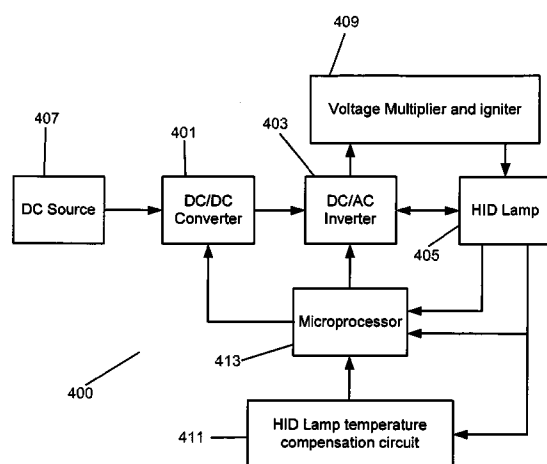 409
Voltage Multiplier and igniter
407
401
403
DC Source
DC/DC
Converter
DC/AC
Inverter
HID Lamp
405
Microprocessor
413
400
411
HID Lamp temperature
compensation circuit